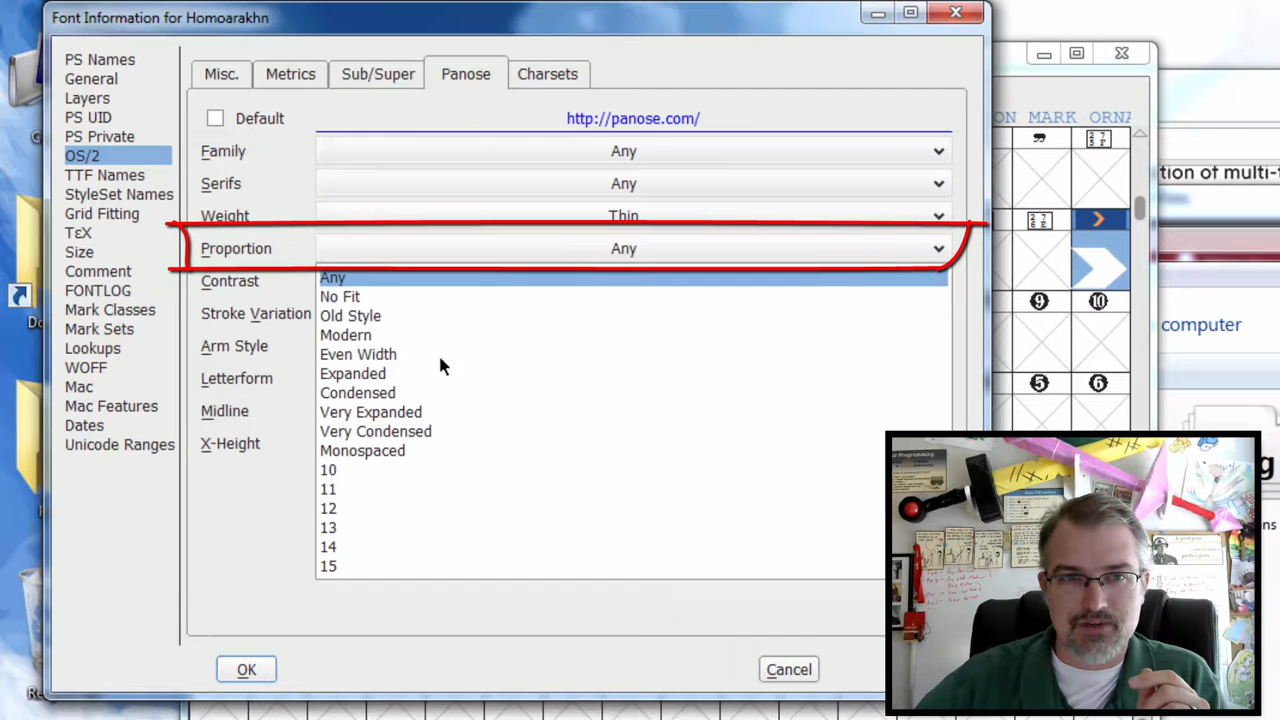 Font Information for Homoarakhn
PS Names
General
Layers
PS UID
PS Private
OS/2
TTF Names
StyleSet Names
Grid Fitting
TεX
Size
Comment
FONTLOG
Mark Classes
Mark Sets
Lookups
WOFF
Mac
Mac Features
Dates
Unicode Ranges
Misc.
Metrics
Sub/Super
Panose
Charsets
Default
http://panose.com/
Family Any
Serifs Any
Weight Thin
Proportion Any
Contrast
Stroke Variation
Arm Style
Letterform
Midline
X-Height
Any
No Fit
Old Style
Modern
Even Width
Expanded
Condensed
Very Expanded
Very Condensed
Monospaced
10
11
12
13
14
15
OK
Cancel
MARK
9 10
5 6
computer